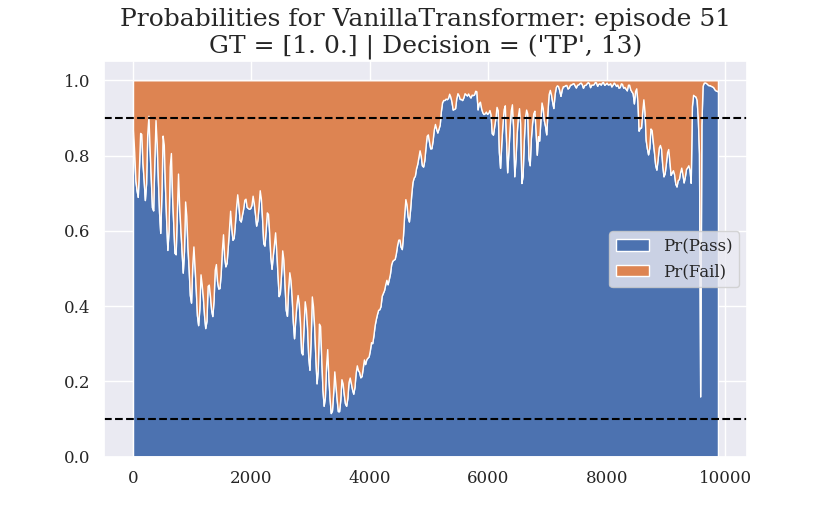 Probabilities for VanillaTransformer: episode 51
GT = [1. 0.] | Decision = ('TP', 13)
1.0
0.8
0.6
0.4
0.2
0.0
Pr(Pass)
Pr(Fail)
0 2000 4000 6000 8000 10000